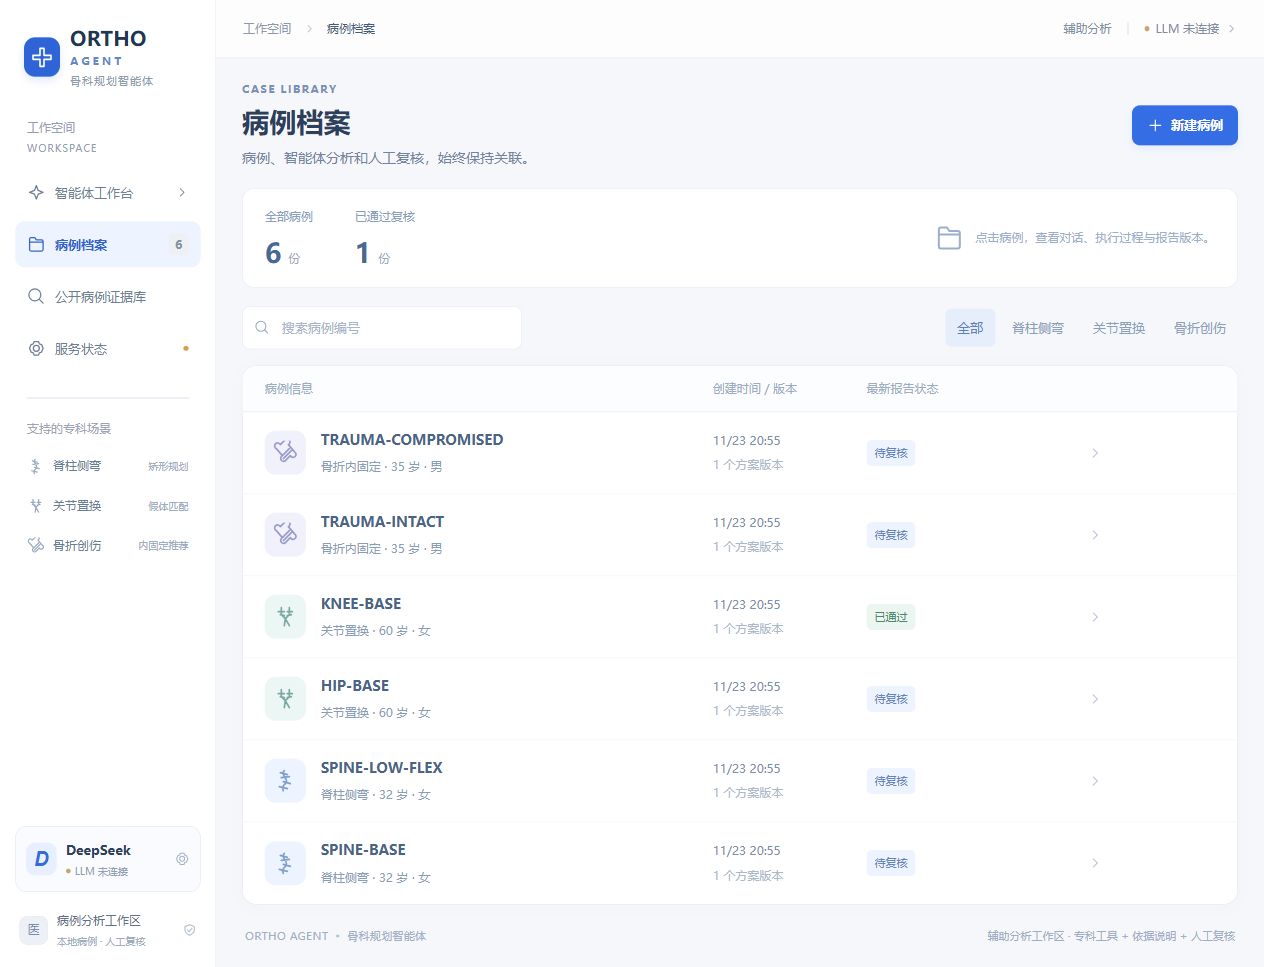 ORTHO
AGENT
骨科规划智能体
工作空间
WORKSPACE
智能体工作台
病例档案 6
公开病例证据库
服务状态
支持的专科场景
脊柱侧弯 矫形规划
关节置换 假体匹配
骨折创伤 内固定推荐
D DeepSeek
LLM 未连接
医 病例分析工作区
本地病例 · 人工复核
工作空间 病例档案 辅助分析 LLM 未连接
CASE LIBRARY
病例档案
病例、智能体分析和人工复核，始终保持关联。
新建病例
全部病例 已通过复核
6 份 1 份
点击病例，查看对话、执行过程与报告版本。
搜索病例编号 全部 脊柱侧弯 关节置换 骨折创伤
病例信息 创建时间 / 版本 最新报告状态
TRAUMA-COMPROMISED 11/23 20:55 待复核
骨折内固定 · 35 岁 · 男 1 个方案版本
TRAUMA-INTACT 11/23 20:55 待复核
骨折内固定 · 35 岁 · 男 1 个方案版本
KNEE-BASE 11/23 20:55 已通过
关节置换 · 60 岁 · 女 1 个方案版本
HIP-BASE 11/23 20:55 待复核
关节置换 · 60 岁 · 女 1 个方案版本
SPINE-LOW-FLEX 11/23 20:55 待复核
脊柱侧弯 · 32 岁 · 女 1 个方案版本
SPINE-BASE 11/23 20:55 待复核
脊柱侧弯 · 32 岁 · 女 1 个方案版本
ORTHO AGENT • 骨科规划智能体 辅助分析工作区 · 专科工具 + 依据说明 + 人工复核